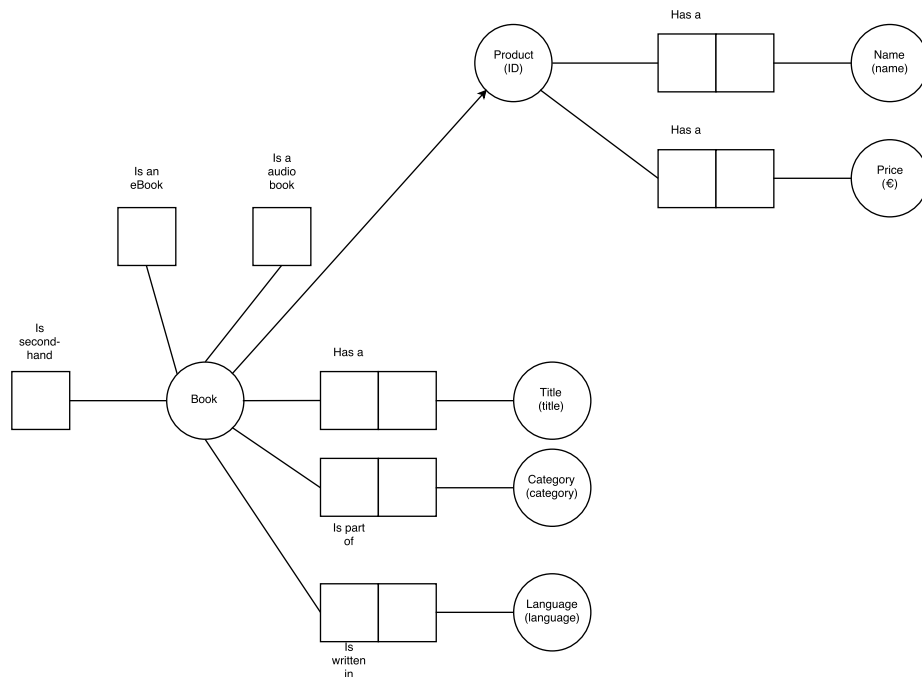 Has a
Product
(ID)
Name
(name)
Has a
Price
(€)
Is an
eBook
Is a
audio
book
Is
second-
hand
Has a
Book
Title
(title)
Category
(category)
Is part
of
Language
(language)
Is
written
in